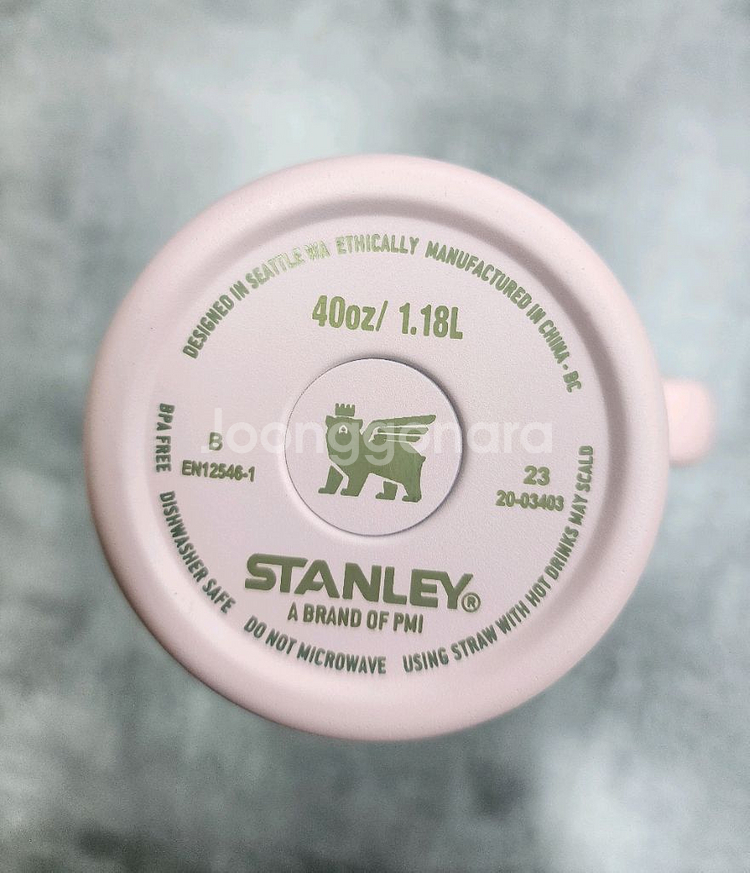 DESIGNED IN SEATTLE WA ETHICALLY MANUFACTURED IN CHINA - BC
40oz/ 1.18L
Joonggonara
B
EN12546-1
23
20-03403
STANLEY®
A BRAND OF PMI
BPA FREE DISHWASHER SAFE DO NOT MICROWAVE USING STRAW WITH HOT DRINKS MAY SCALD